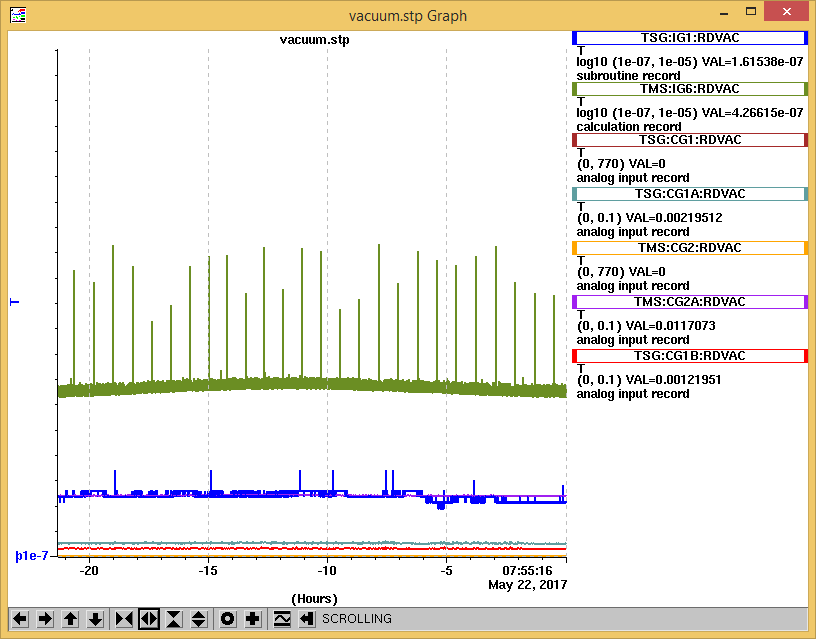 vacuum.stp Graph
vacuum.stp
T
þ1e-7
-20
-15
-10
-5
07:55:16
May 22, 2017
(Hours)
TSG:IG1:RDVAC
T
log10 (1e-07, 1e-05) VAL=1.61538e-07
subroutine record
TMS:IG6:RDVAC
T
log10 (1e-07, 1e-05) VAL=4.26615e-07
calculation record
TSG:CG1:RDVAC
T
(0, 770) VAL=0
analog input record
TSG:CG1A:RDVAC
T
(0, 0.1) VAL=0.00219512
analog input record
TMS:CG2:RDVAC
T
(0, 770) VAL=0
analog input record
TMS:CG2A:RDVAC
T
(0, 0.1) VAL=0.0117073
analog input record
TSG:CG1B:RDVAC
T
(0, 0.1) VAL=0.00121951
analog input record
SCROLLING